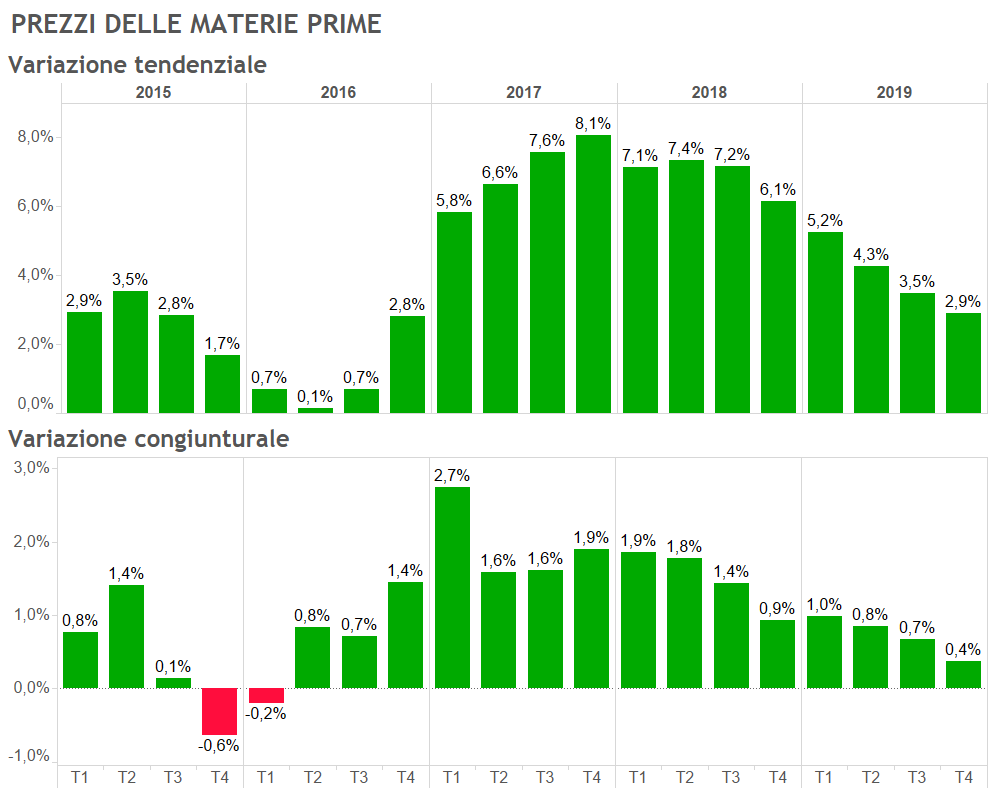 PREZZI DELLE MATERIE PRIME
Variazione tendenziale
2015 2016 2017 2018 2019
8,0%
6,0%
4,0%
2,0%
0,0%
2,9% 3,5% 2,8% 1,7% 0,7% 0,1% 0,7% 2,8% 5,8% 6,6% 7,6% 8,1% 7,1% 7,4% 7,2% 6,1% 5,2% 4,3% 3,5% 2,9%
Variazione congiunturale
3,0%
2,0%
1,0%
0,0%
-1,0%
0,8% 1,4% 0,1% -0,6% -0,2% 0,8% 0,7% 1,4% 2,7% 1,6% 1,6% 1,9% 1,9% 1,8% 1,4% 0,9% 1,0% 0,8% 0,7% 0,4%
T1 T2 T3 T4 T1 T2 T3 T4 T1 T2 T3 T4 T1 T2 T3 T4 T1 T2 T3 T4